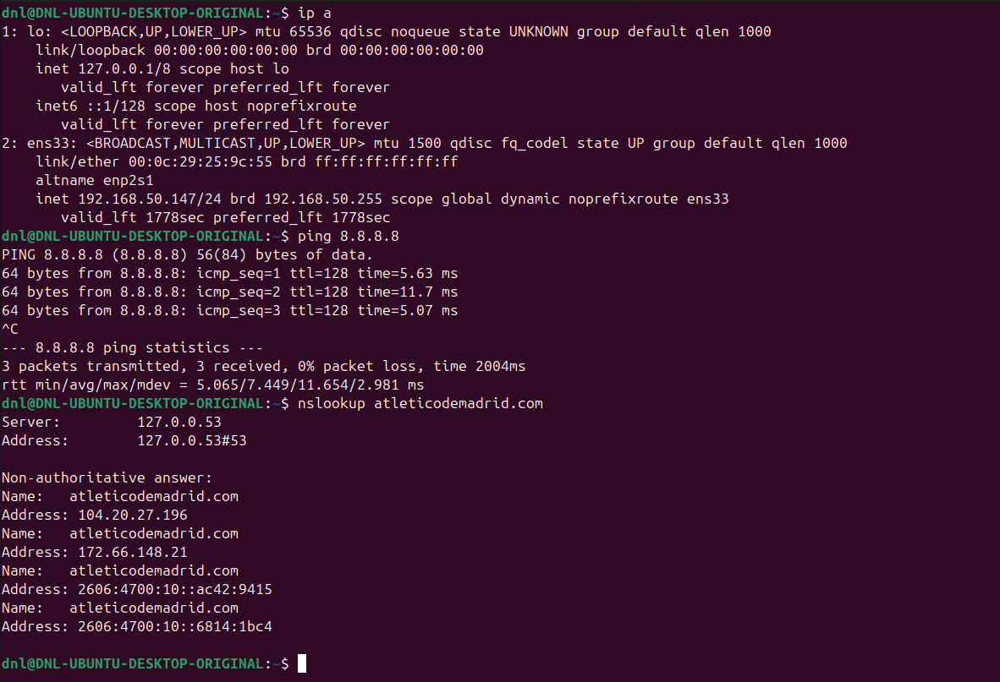 dnl@DNL-UBUNTU-DESKTOP-ORIGINAL:~$ ip a
1: lo: <LOOPBACK,UP,LOWER_UP> mtu 65536 qdisc noqueue state UNKNOWN group default qlen 1000
    link/loopback 00:00:00:00:00:00 brd 00:00:00:00:00:00
    inet 127.0.0.1/8 scope host lo
       valid_lft forever preferred_lft forever
    inet6 ::1/128 scope host noprefixroute
       valid_lft forever preferred_lft forever
2: ens33: <BROADCAST,MULTICAST,UP,LOWER_UP> mtu 1500 qdisc fq_codel state UP group default qlen 1000
    link/ether 00:0c:29:25:9c:55 brd ff:ff:ff:ff:ff:ff
    altname enp2s1
    inet 192.168.50.147/24 brd 192.168.50.255 scope global dynamic noprefixroute ens33
       valid_lft 1778sec preferred_lft 1778sec
dnl@DNL-UBUNTU-DESKTOP-ORIGINAL:~$ ping 8.8.8.8
PING 8.8.8.8 (8.8.8.8) 56(84) bytes of data.
64 bytes from 8.8.8.8: icmp_seq=1 ttl=128 time=5.63 ms
64 bytes from 8.8.8.8: icmp_seq=2 ttl=128 time=11.7 ms
64 bytes from 8.8.8.8: icmp_seq=3 ttl=128 time=5.07 ms
^C
--- 8.8.8.8 ping statistics ---
3 packets transmitted, 3 received, 0% packet loss, time 2004ms
rtt min/avg/max/mdev = 5.065/7.449/11.654/2.981 ms
dnl@DNL-UBUNTU-DESKTOP-ORIGINAL:~$ nslookup atleticodemadrid.com
Server:         127.0.0.53
Address:        127.0.0.53#53

Non-authoritative answer:
Name:   atleticodemadrid.com
Address: 104.20.27.196
Name:   atleticodemadrid.com
Address: 172.66.148.21
Name:   atleticodemadrid.com
Address: 2606:4700:10::ac42:9415
Name:   atleticodemadrid.com
Address: 2606:4700:10::6814:1bc4

dnl@DNL-UBUNTU-DESKTOP-ORIGINAL:~$